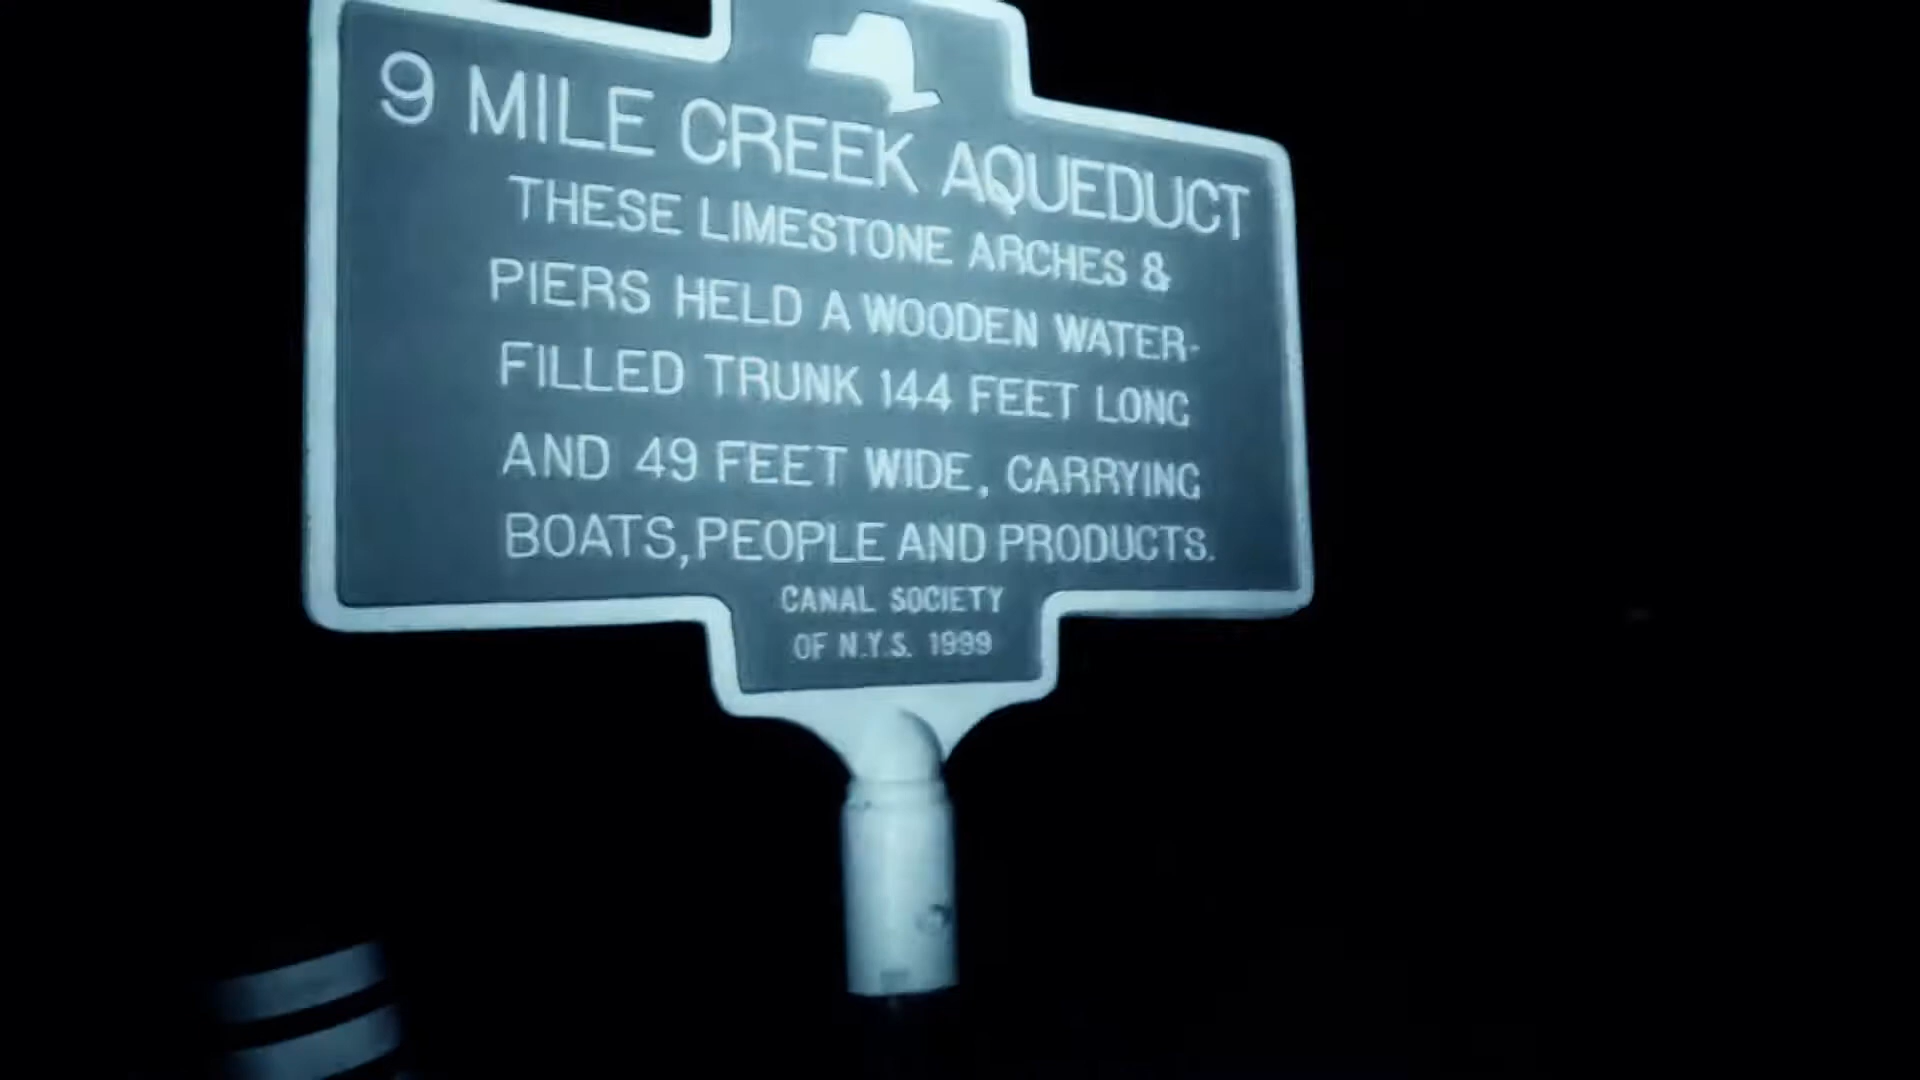 9 MILE CREEK AQUEDUCT
THESE LIMESTONE ARCHES &
PIERS HELD A WOODEN WATER-
FILLED TRUNK 144 FEET LONG
AND 49 FEET WIDE, CARRYING
BOATS, PEOPLE AND PRODUCTS.
CANAL SOCIETY
OF N.Y.S. 1999